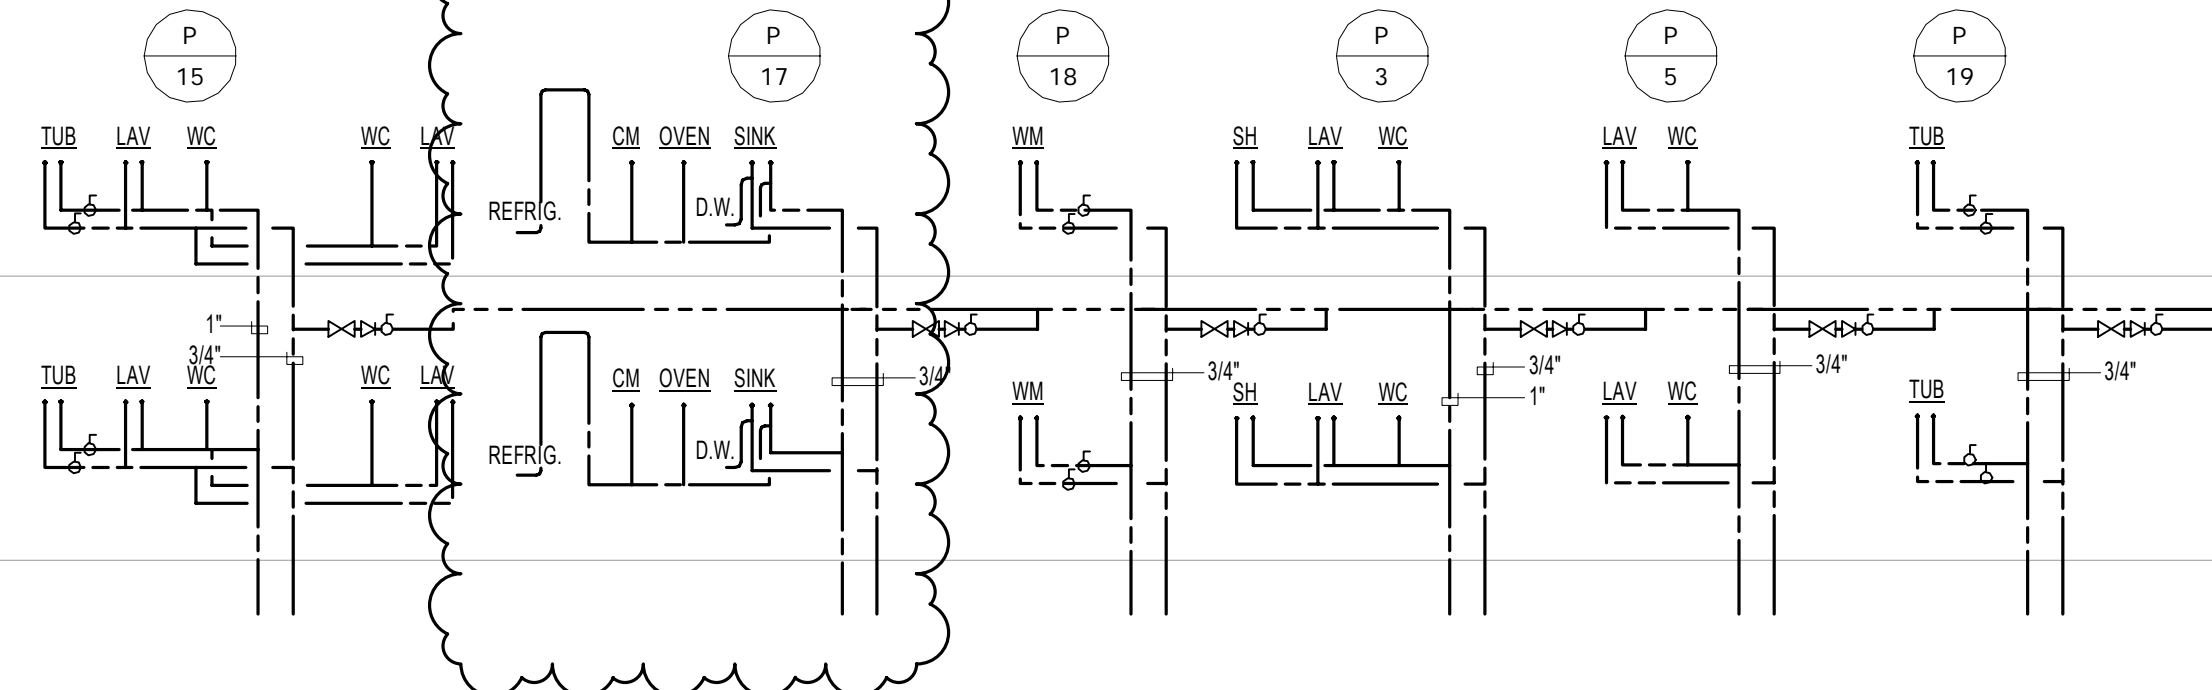 P P P P P P
15 17 18 3 5 19
TUB LAV WC WC LAV CM OVEN SINK WM SH LAV WC LAV WC TUB
REFRIG. D.W.
1"
3/4"
3/4" 3/4" 3/4" 3/4" 3/4"
1"
TUB LAV WC WC LAV CM OVEN SINK WM SH LAV WC LAV WC TUB
REFRIG. D.W.